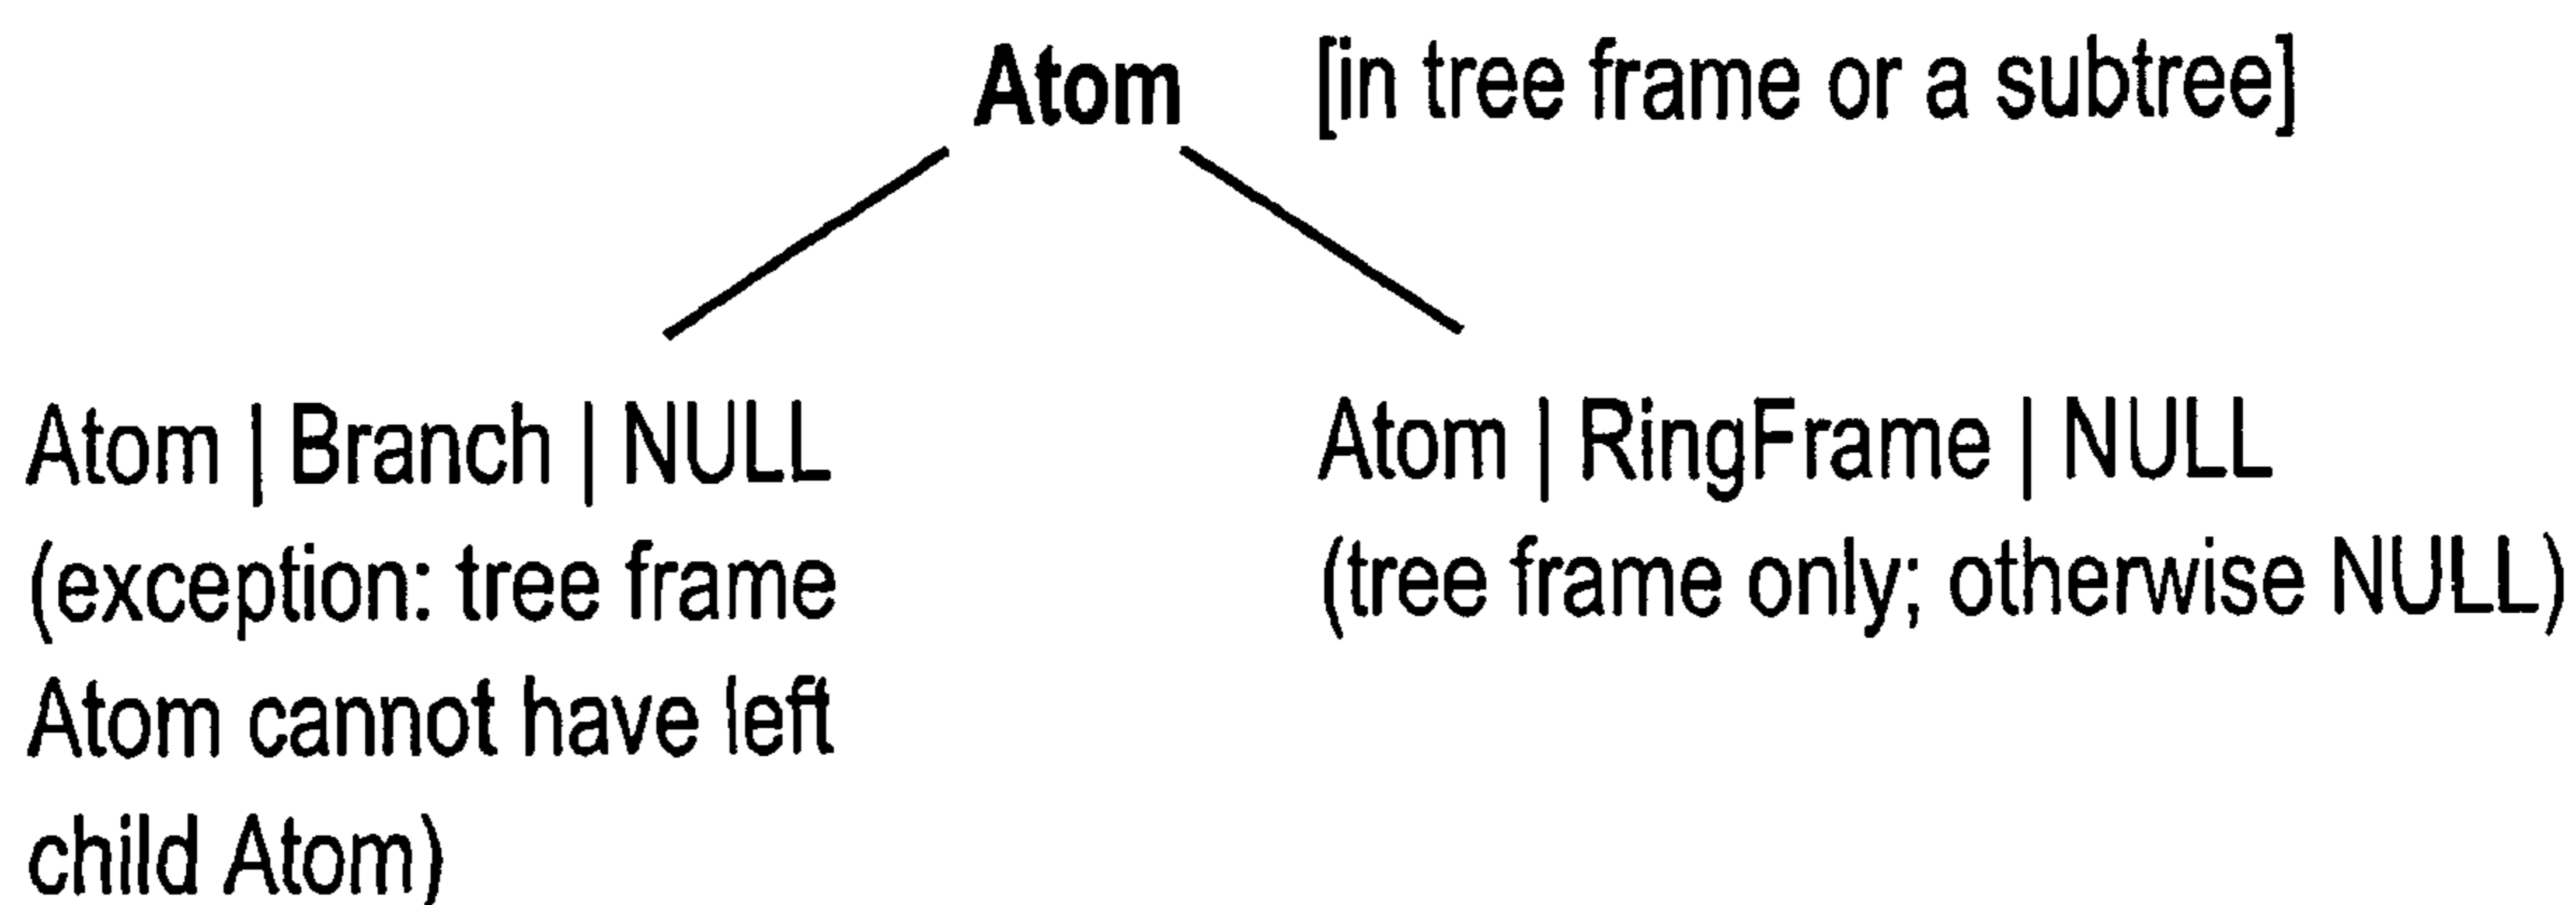 Atom [in tree frame or a subtree]
Atom | Branch | NULL
(exception: tree frame
Atom cannot have left
child Atom)
Atom | RingFrame | NULL
(tree frame only; otherwise NULL)